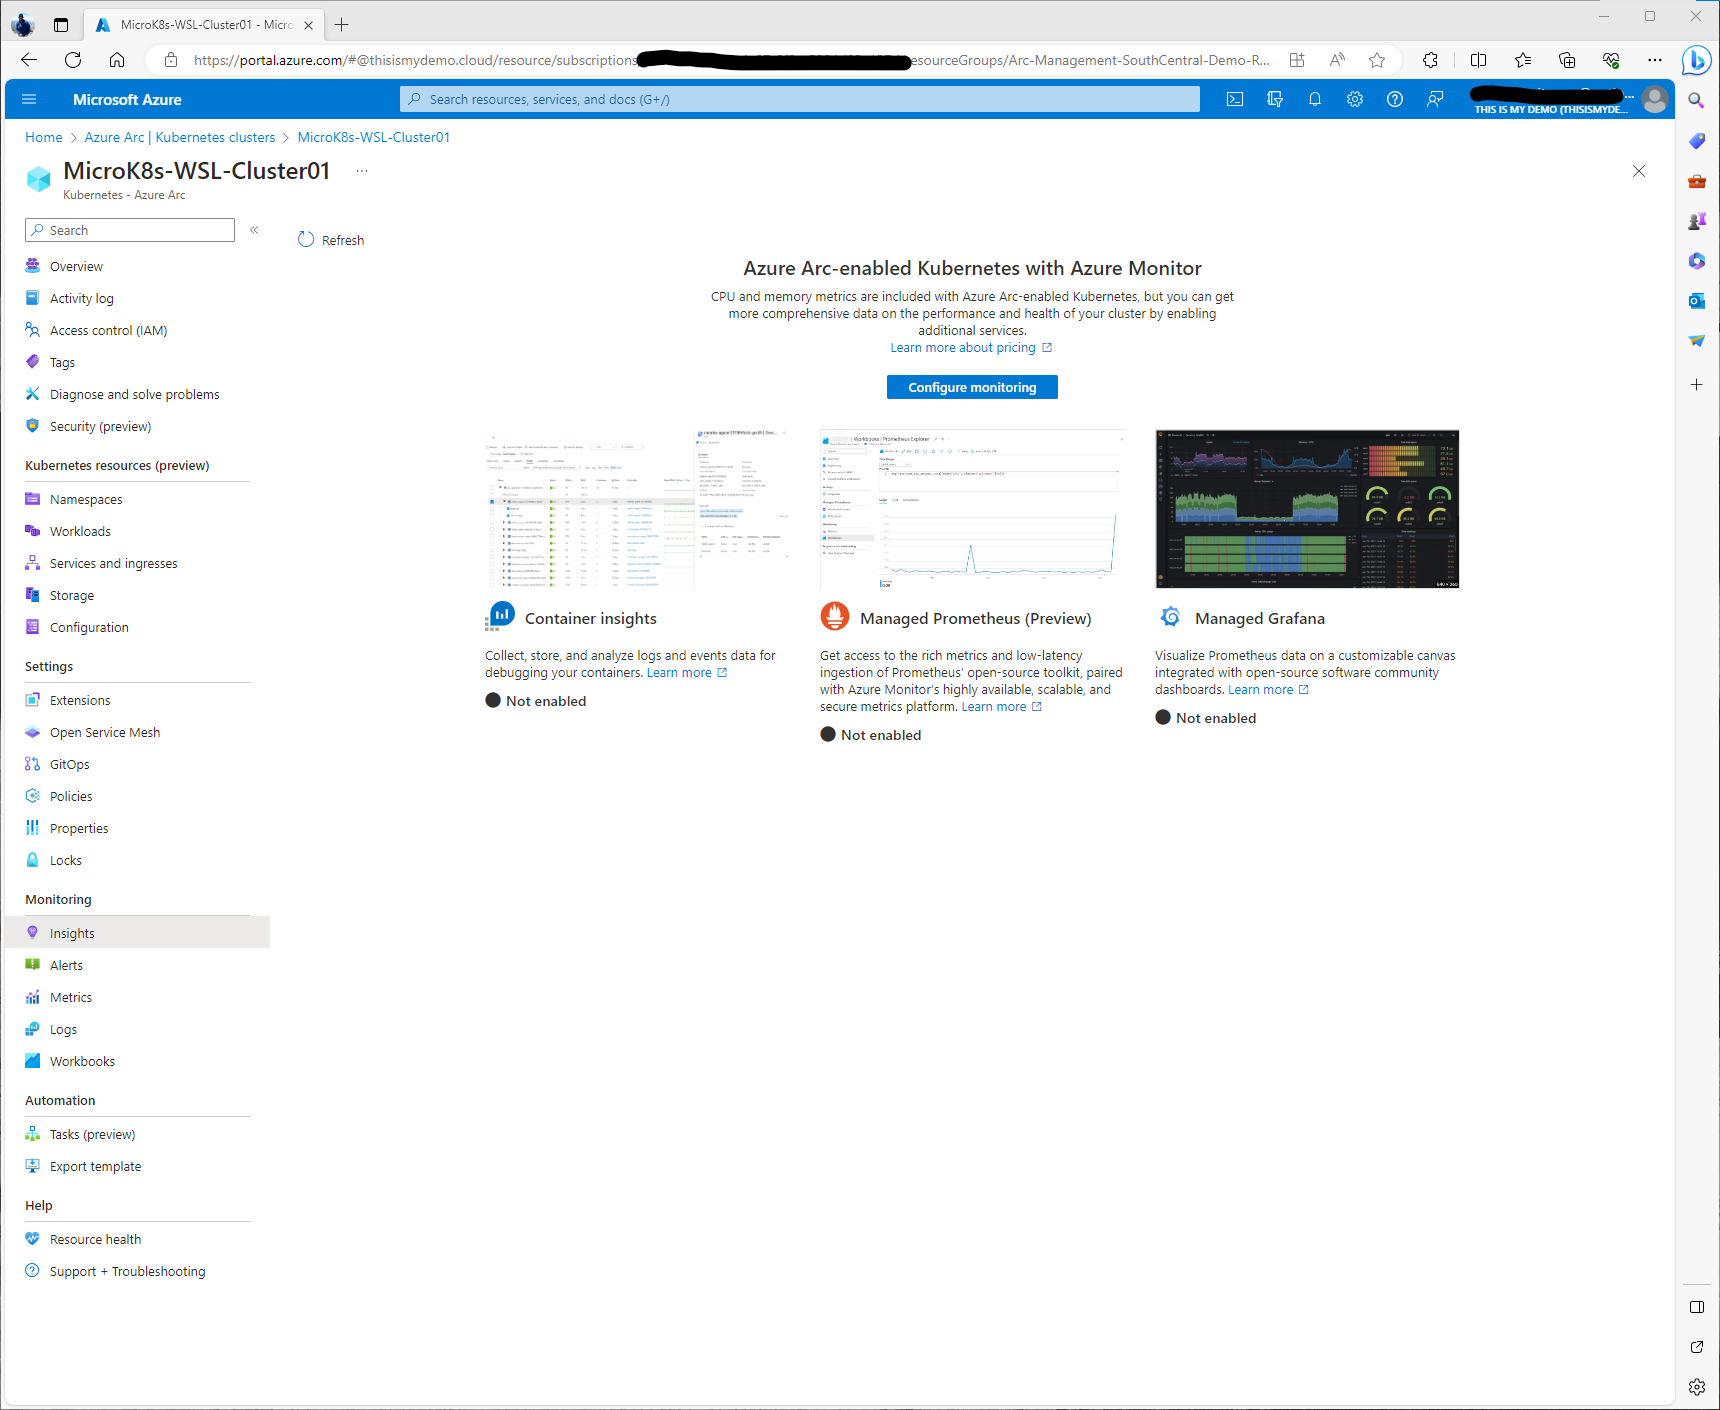 MicroK8s-WSL-Cluster01 - Micro
https://portal.azure.com/#@thisismydemo.cloud/resource/subscriptions
esourceGroups/Arc-Management-SouthCentral-Demo-R...
Microsoft Azure
Search resources, services, and docs (G+/)
THIS IS MY DEMO (THISISMYDE...
Home > Azure Arc | Kubernetes clusters > MicroK8s-WSL-Cluster01
MicroK8s-WSL-Cluster01 ...
Kubernetes - Azure Arc
Search
Refresh
Overview
Activity log
Access control (IAM)
Tags
Diagnose and solve problems
Security (preview)
Kubernetes resources (preview)
Namespaces
Workloads
Services and ingresses
Storage
Configuration
Settings
Extensions
Open Service Mesh
GitOps
Policies
Properties
Locks
Monitoring
Insights
Alerts
Metrics
Logs
Workbooks
Automation
Tasks (preview)
Export template
Help
Resource health
Support + Troubleshooting
Azure Arc-enabled Kubernetes with Azure Monitor
CPU and memory metrics are included with Azure Arc-enabled Kubernetes, but you can get
more comprehensive data on the performance and health of your cluster by enabling
additional services.
Learn more about pricing
Configure monitoring
Workbooks | Prometheus Explorer
Container insights
Collect, store, and analyze logs and events data for
debugging your containers. Learn more
Not enabled
Managed Prometheus (Preview)
Get access to the rich metrics and low-latency
ingestion of Prometheus' open-source toolkit, paired
with Azure Monitor's highly available, scalable, and
secure metrics platform. Learn more
Not enabled
Managed Grafana
Visualize Prometheus data on a customizable canvas
integrated with open-source software community
dashboards. Learn more
Not enabled